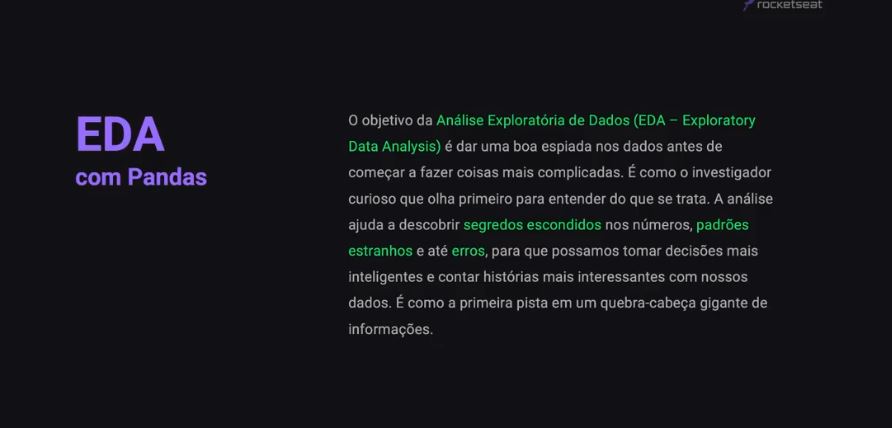 rocketseat
EDA
com Pandas
O objetivo da Análise Exploratória de Dados (EDA – Exploratory
Data Analysis) é dar uma boa espiada nos dados antes de
começar a fazer coisas mais complicadas. É como o investigador
curioso que olha primeiro para entender do que se trata. A análise
ajuda a descobrir segredos escondidos nos números, padrões
estranhos e até erros, para que possamos tomar decisões mais
inteligentes e contar histórias mais interessantes com nossos
dados. É como a primeira pista em um quebra-cabeça gigante de
informações.